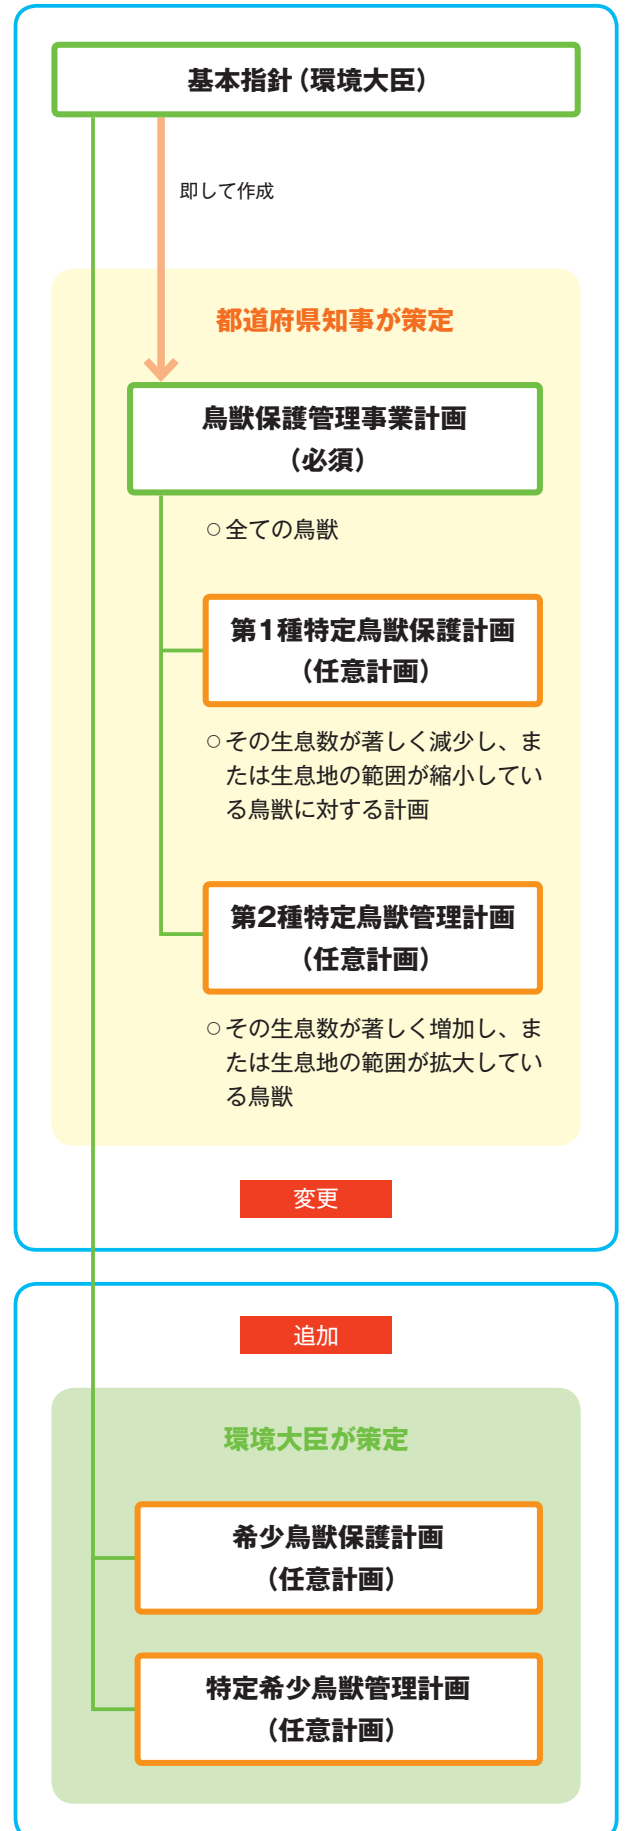 基本指針（環境大臣）
即して作成
都道府県知事が策定
鳥獣保護管理事業計画
（必須）
○全ての鳥獣
第1種特定鳥獣保護計画
（任意計画）
○その生息数が著しく減少し、ま
たは生息地の範囲が縮小してい
る鳥獣に対する計画
第2種特定鳥獣管理計画
（任意計画）
○その生息数が著しく増加し、ま
たは生息地の範囲が拡大してい
る鳥獣
変更
追加
環境大臣が策定
希少鳥獣保護計画
（任意計画）
特定希少鳥獣管理計画
（任意計画）